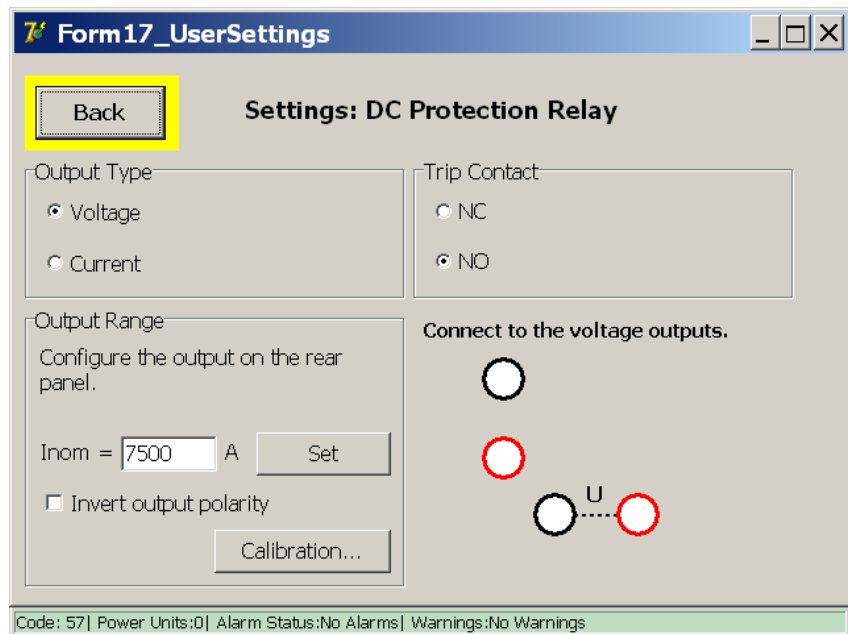 Form17_UserSettings
Back
Settings: DC Protection Relay
Output Type
Voltage
Current
Trip Contact
NC
NO
Output Range
Configure the output on the rear
panel.
Inom = 7500 A Set
Invert output polarity
Calibration...
Connect to the voltage outputs.
U
Code: 57| Power Units:0| Alarm Status:No Alarms| Warnings:No Warnings